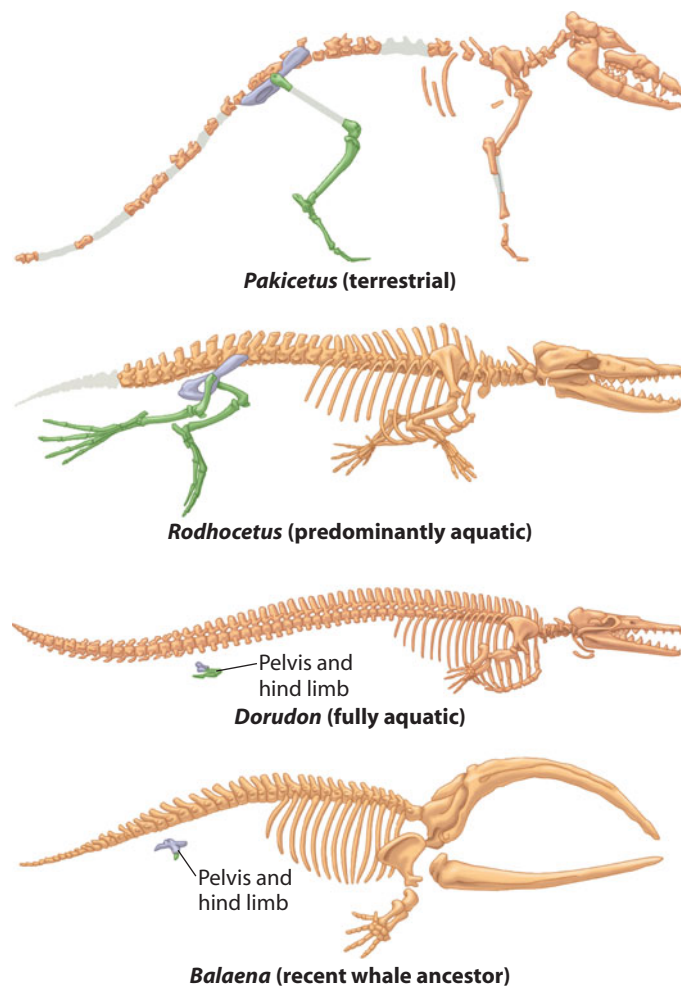 Pakicetus (terrestrial)
Rodhocetus (predominantly aquatic)
Pelvis and
hind limb
Dorudon (fully aquatic)
Pelvis and
hind limb
Balaena (recent whale ancestor)